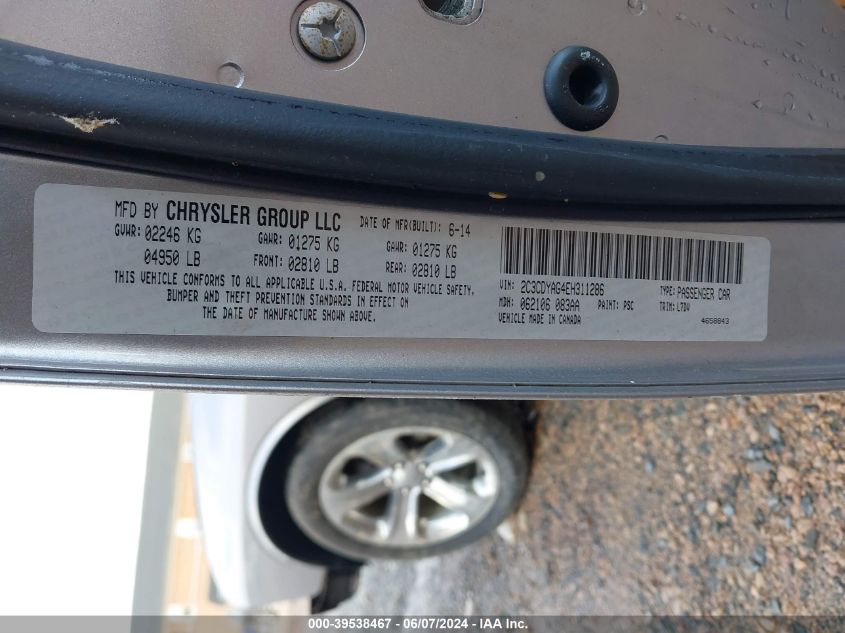 MFD BY CHRYSLER GROUP LLC DATE OF MFR(BUILT): 6-14
GVWR: 02246 KG GAWR: 01275 KG GAWR: 01275 KG
04950 LB FRONT: 02810 LB REAR: 02810 LB
THIS VEHICLE CONFORMS TO ALL APPLICABLE U.S.A. FEDERAL MOTOR VEHICLE SAFETY,
BUMPER AND THEFT PREVENTION STANDARDS IN EFFECT ON
THE DATE OF MANUFACTURE SHOWN ABOVE.
VIN: 2C3CDYAG4EH311286 TYPE: PASSENGER CAR
MDH: 062106 083AA PAINT: PSC TRIM: L7DV
VEHICLE MADE IN CANADA 4658843
000-39538467 - 06/07/2024 - IAA Inc.